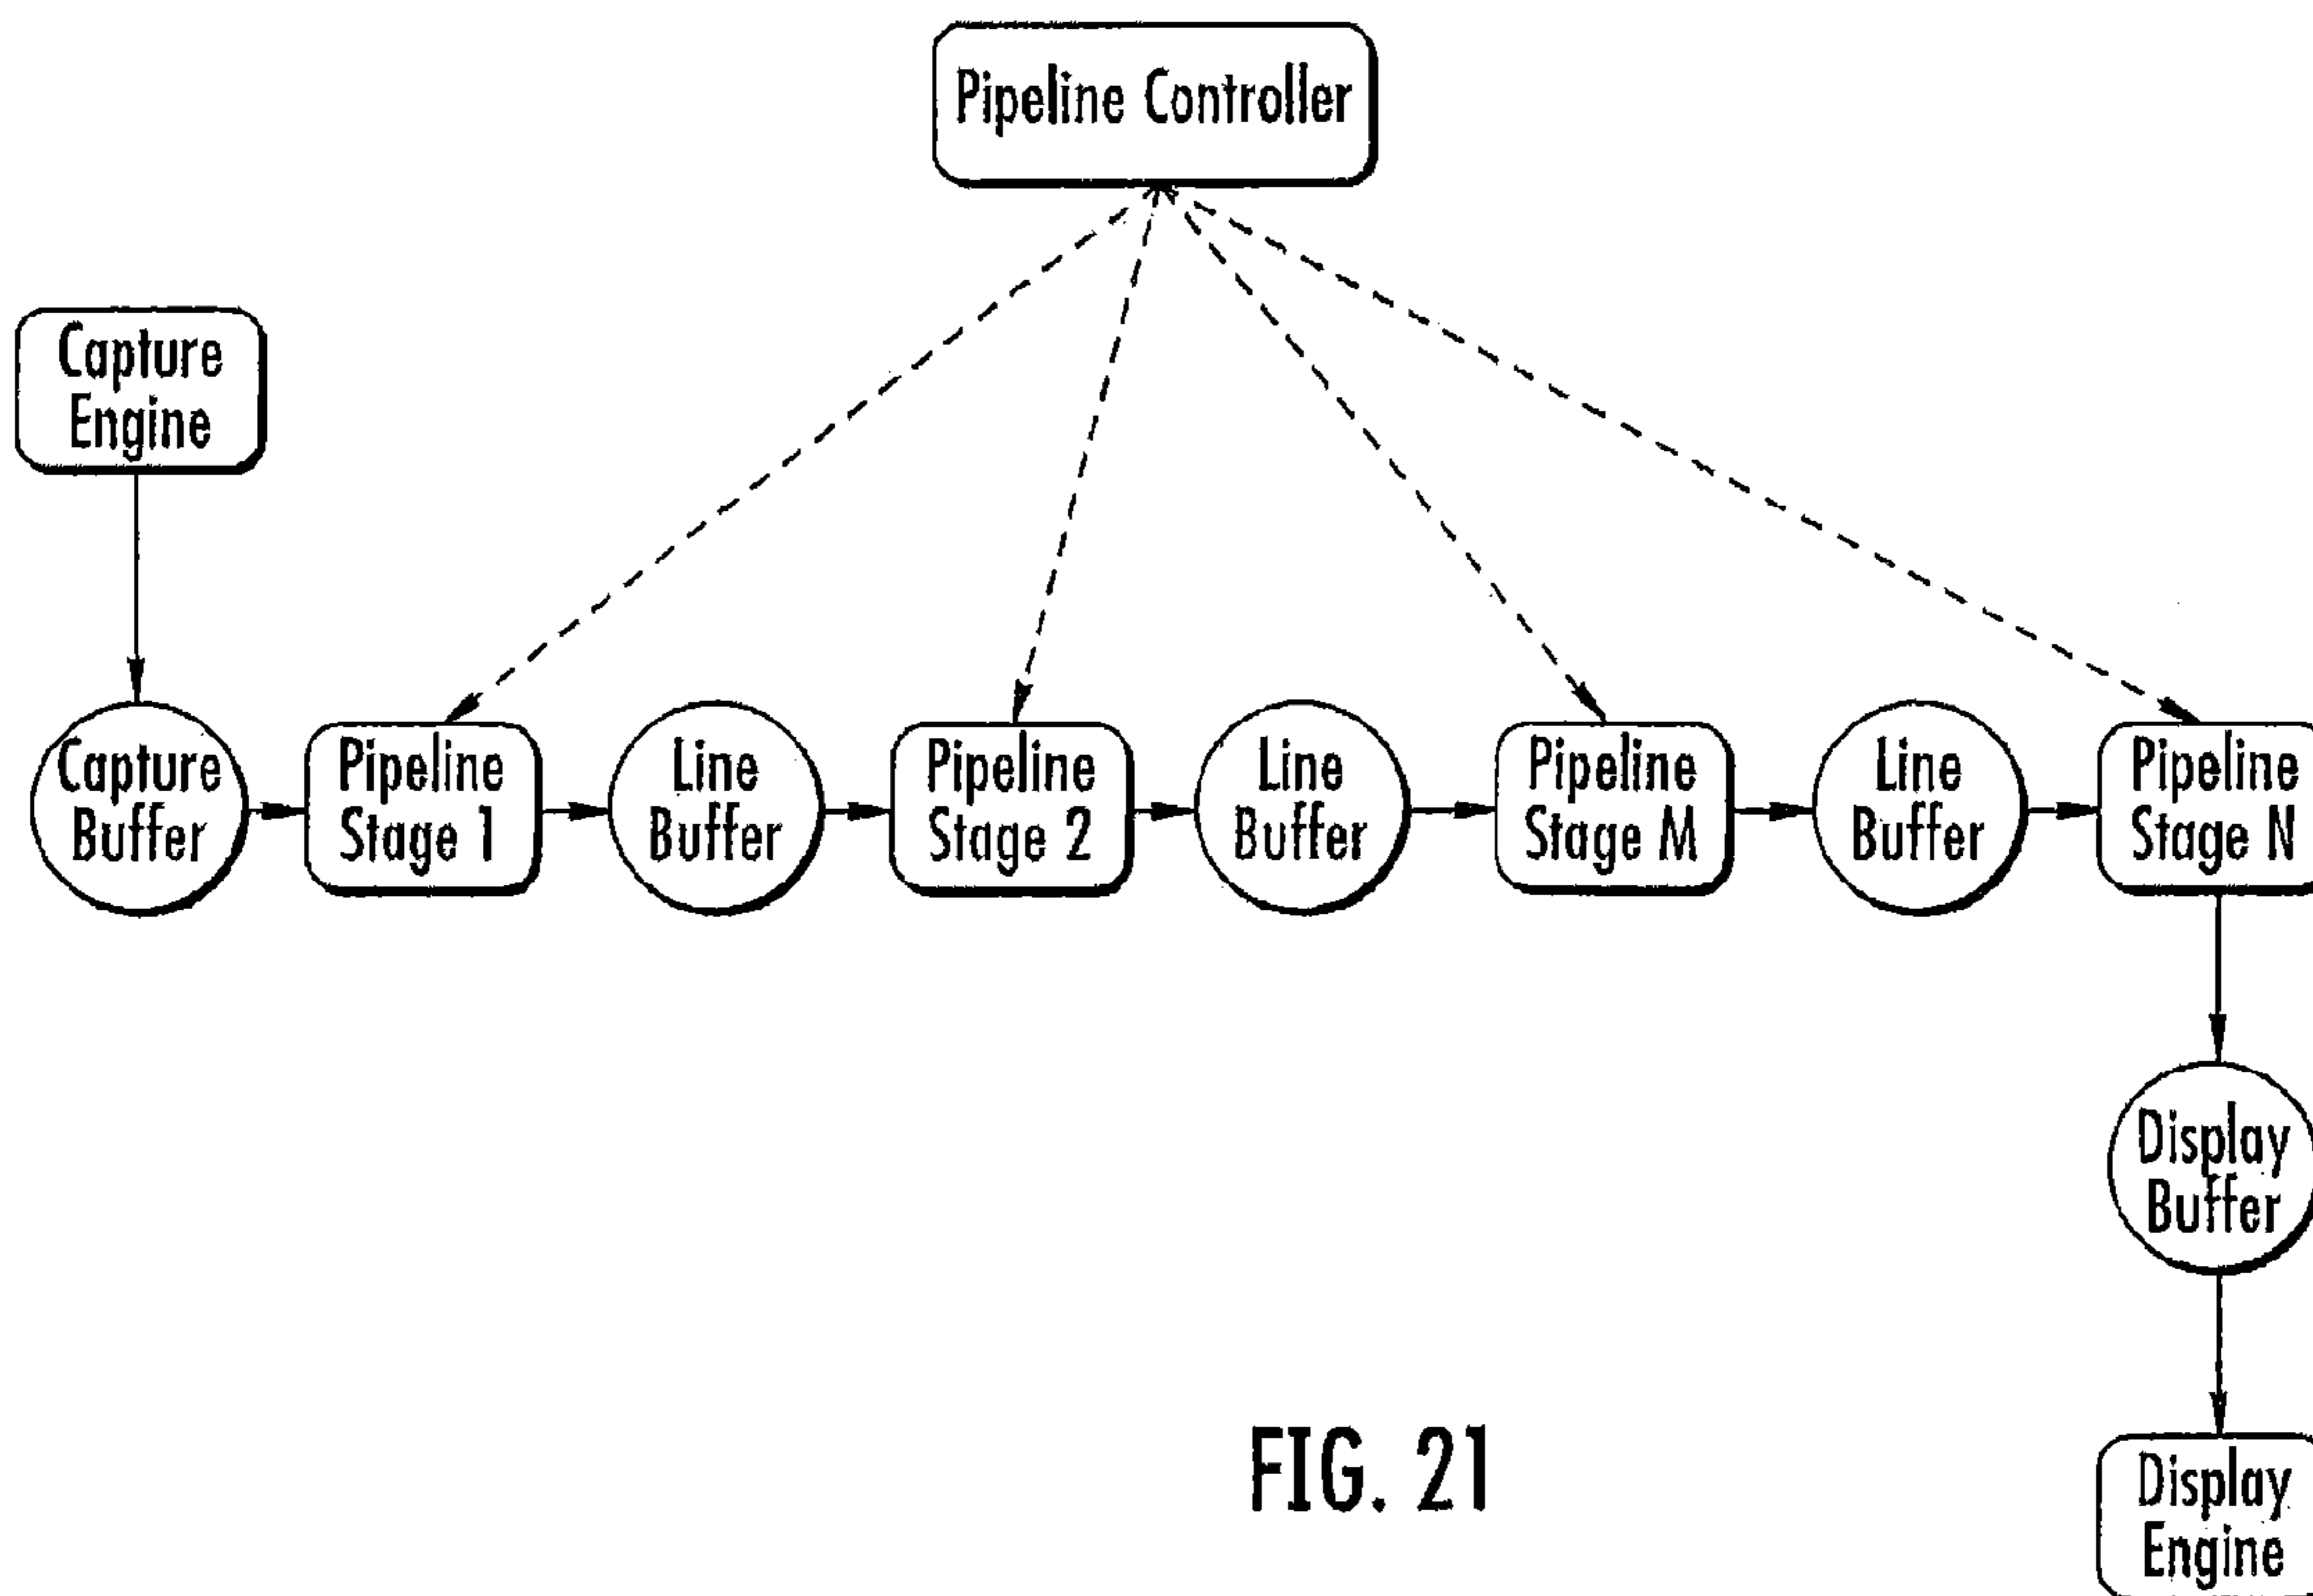 Pipeline Controller
Capture
Engine
Capture
Buffer
Pipeline
Stage 1
Line
Buffer
Pipeline
Stage 2
Line
Buffer
Pipeline
Stage M
Line
Buffer
Pipeline
Stage N
Display
Buffer
Display
Engine
FIG. 21